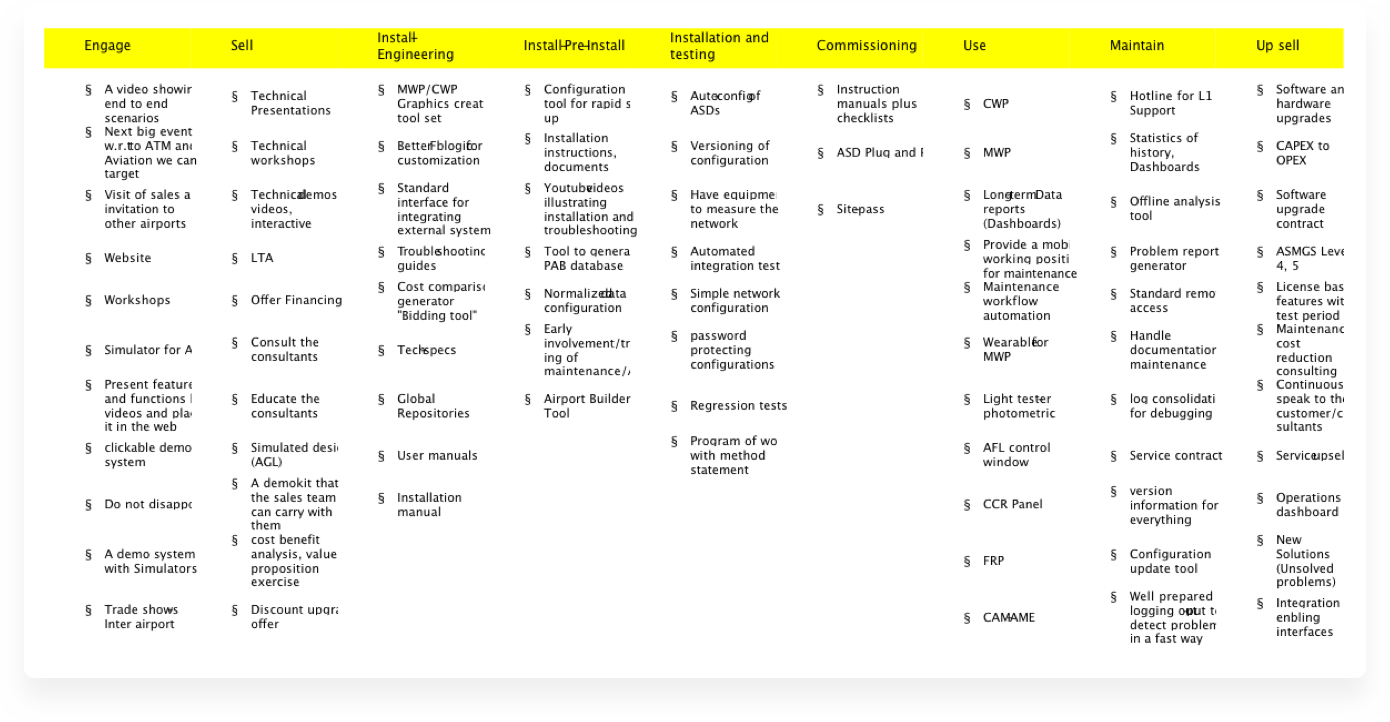 Engage
Sell
Install-
Engineering
Install-Pre-Install
Installation and
testing
Commissioning
Use
Maintain
Up sell
§ A video showin
end to end
scenarios
§ Next big event
w.r.t to ATM and
Aviation we can
target
§ Visit of sales a
invitation to
other airports
§ Website
§ Workshops
§ Simulator for A
§ Present feature
and functions
videos and pla
it in the web
§ clickable demo
system
§ Do not disappo
§ A demo system
with Simulators
§ Trade shows-
Inter airport
§ Technical
Presentations
§ Technical
workshops
§ Technical demos
videos,
interactive
§ LTA
§ Offer Financing
§ Consult the
consultants
§ Educate the
consultants
§ Simulated desi
(AGL)
§ A demokit that
the sales team
can carry with
them
§ cost benefit
analysis, value
proposition
exercise
§ Discount upgra
offer
§ MWP/CWP
Graphics creat
tool set
§ Better Fblogic for
customization
§ Standard
interface for
integrating
external system
§ Troubleshooting
guides
§ Cost compariso
generator
"Bidding tool"
§ Tech-specs
§ Global
Repositories
§ User manuals
§ Installation
manual
§ Configuration
tool for rapid s
up
§ Installation
instructions,
documents
§ Youtube videos
illustrating
installation and
troubleshooting
§ Tool to genera
PAB database
§ Normalized data
configuration
§ Early
involvement/tr
ing of
maintenance/
§ Airport Builder
Tool
§ Auto-config of
ASDs
§ Versioning of
configuration
§ Have equipme
to measure the
network
§ Automated
integration test
§ Simple network
configuration
§ password
protecting
configurations
§ Regression tests
§ Program of wo
with method
statement
§ Instruction
manuals plus
checklists
§ ASD Plug and P
§ Site-pass
§ CWP
§ MWP
§ Long-term Data
reports
(Dashboards)
§ Provide a mobi
working positi
for maintenance
§ Maintenance
workflow
automation
§ Wearable for
MWP
§ Light tester-
photometric
§ AFL control
window
§ CCR Panel
§ FRP
§ CAM-AME
§ Hotline for L1
Support
§ Statistics of
history,
Dashboards
§ Offline analysis
tool
§ Problem report
generator
§ Standard remo
access
§ Handle
documentation
maintenance
§ log consolidati
for debugging
§ Service contract
§ version
information for
everything
§ Configuration
update tool
§ Well prepared
logging output to
detect problem
in a fast way
§ Software an
hardware
upgrades
§ CAPEX to
OPEX
§ Software
upgrade
contract
§ ASMGS Leve
4, 5
§ License bas
features wit
test period
§ Maintenanc
cost
reduction
consulting
§ Continuous
speak to the
customer/c
sultants
§ Service upsel
§ Operations
dashboard
§ New
Solutions
(Unsolved
problems)
§ Integration
enbling
interfaces